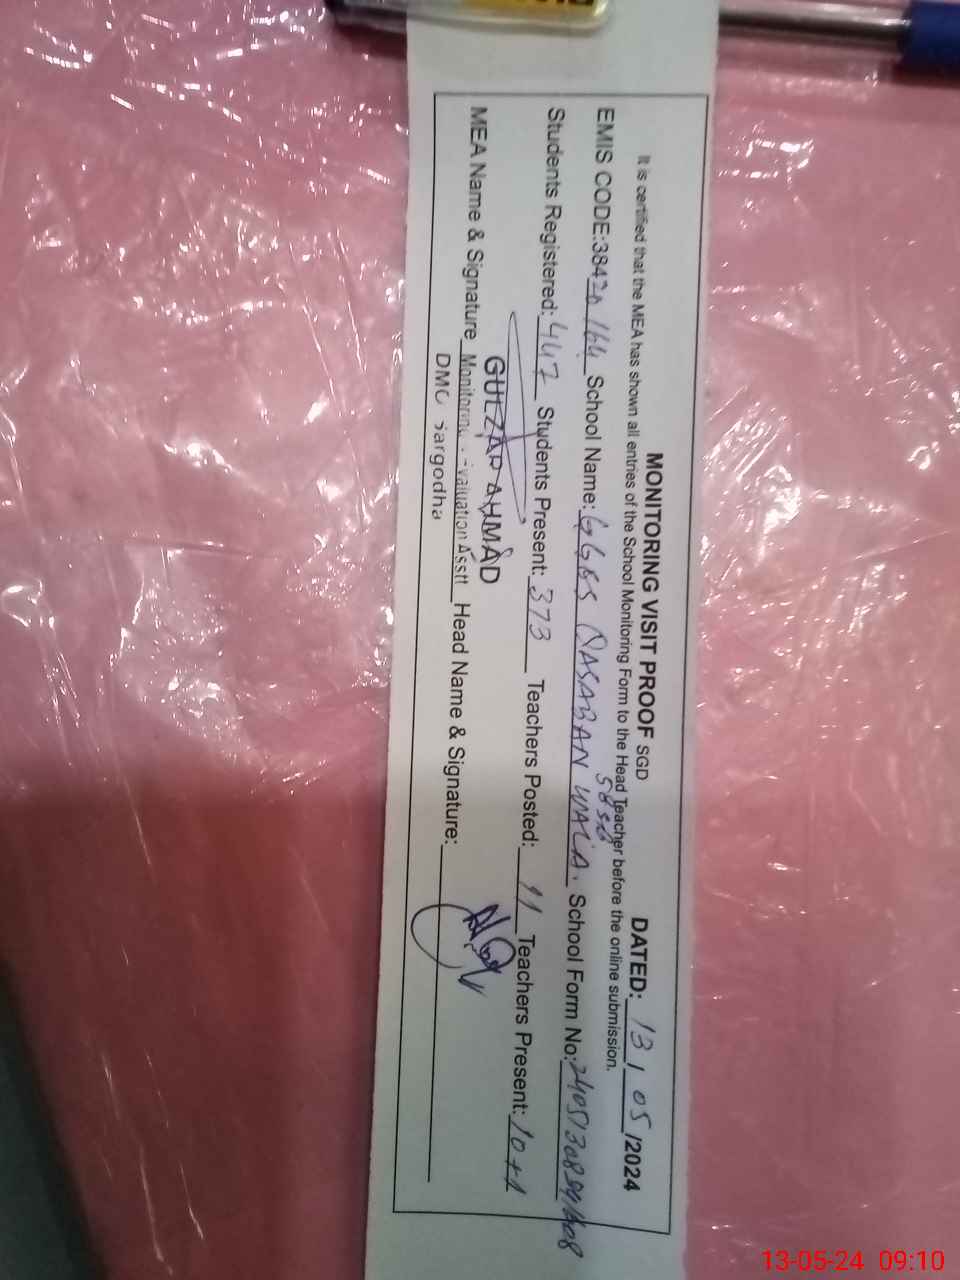 MONITORING VISIT PROOF SGD DATED: 13 / 05 /2024
It is certified that the MEA has shown all entries of the School Monitoring Form to the Head Teacher before the online submission.
EMIS CODE:38420164 School Name: GGES QASABAN WALA. School Form No:
Students Registered: 447 Students Present: 373 Teachers Posted: 11 Teachers Present: 10+1
GULZAR AHMAD
MEA Name & Signature Monitoring Evaluation Asstt Head Name & Signature:
DMO Sargodha
13-05-24 09:10